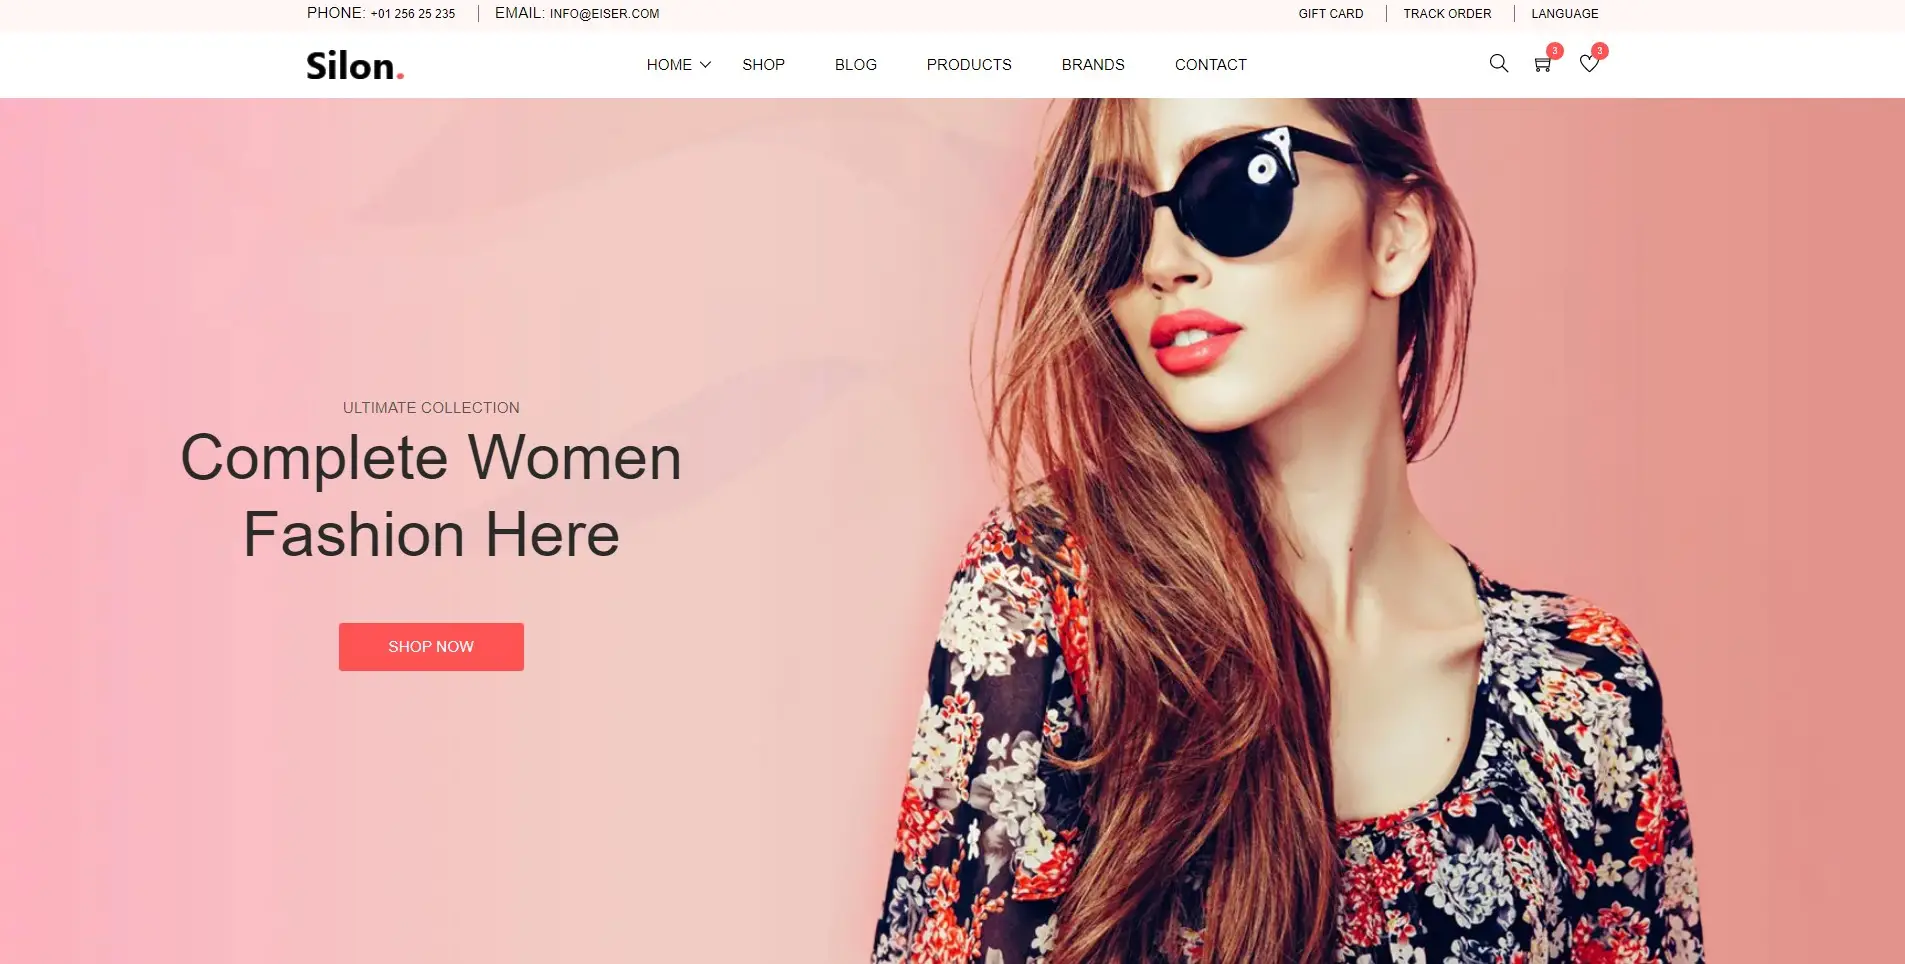 PHONE: +01 256 25 235 EMAIL: INFO@EISER.COM GIFT CARD TRACK ORDER LANGUAGE
Silon. HOME SHOP BLOG PRODUCTS BRANDS CONTACT 3 3
ULTIMATE COLLECTION
Complete Women
Fashion Here
SHOP NOW